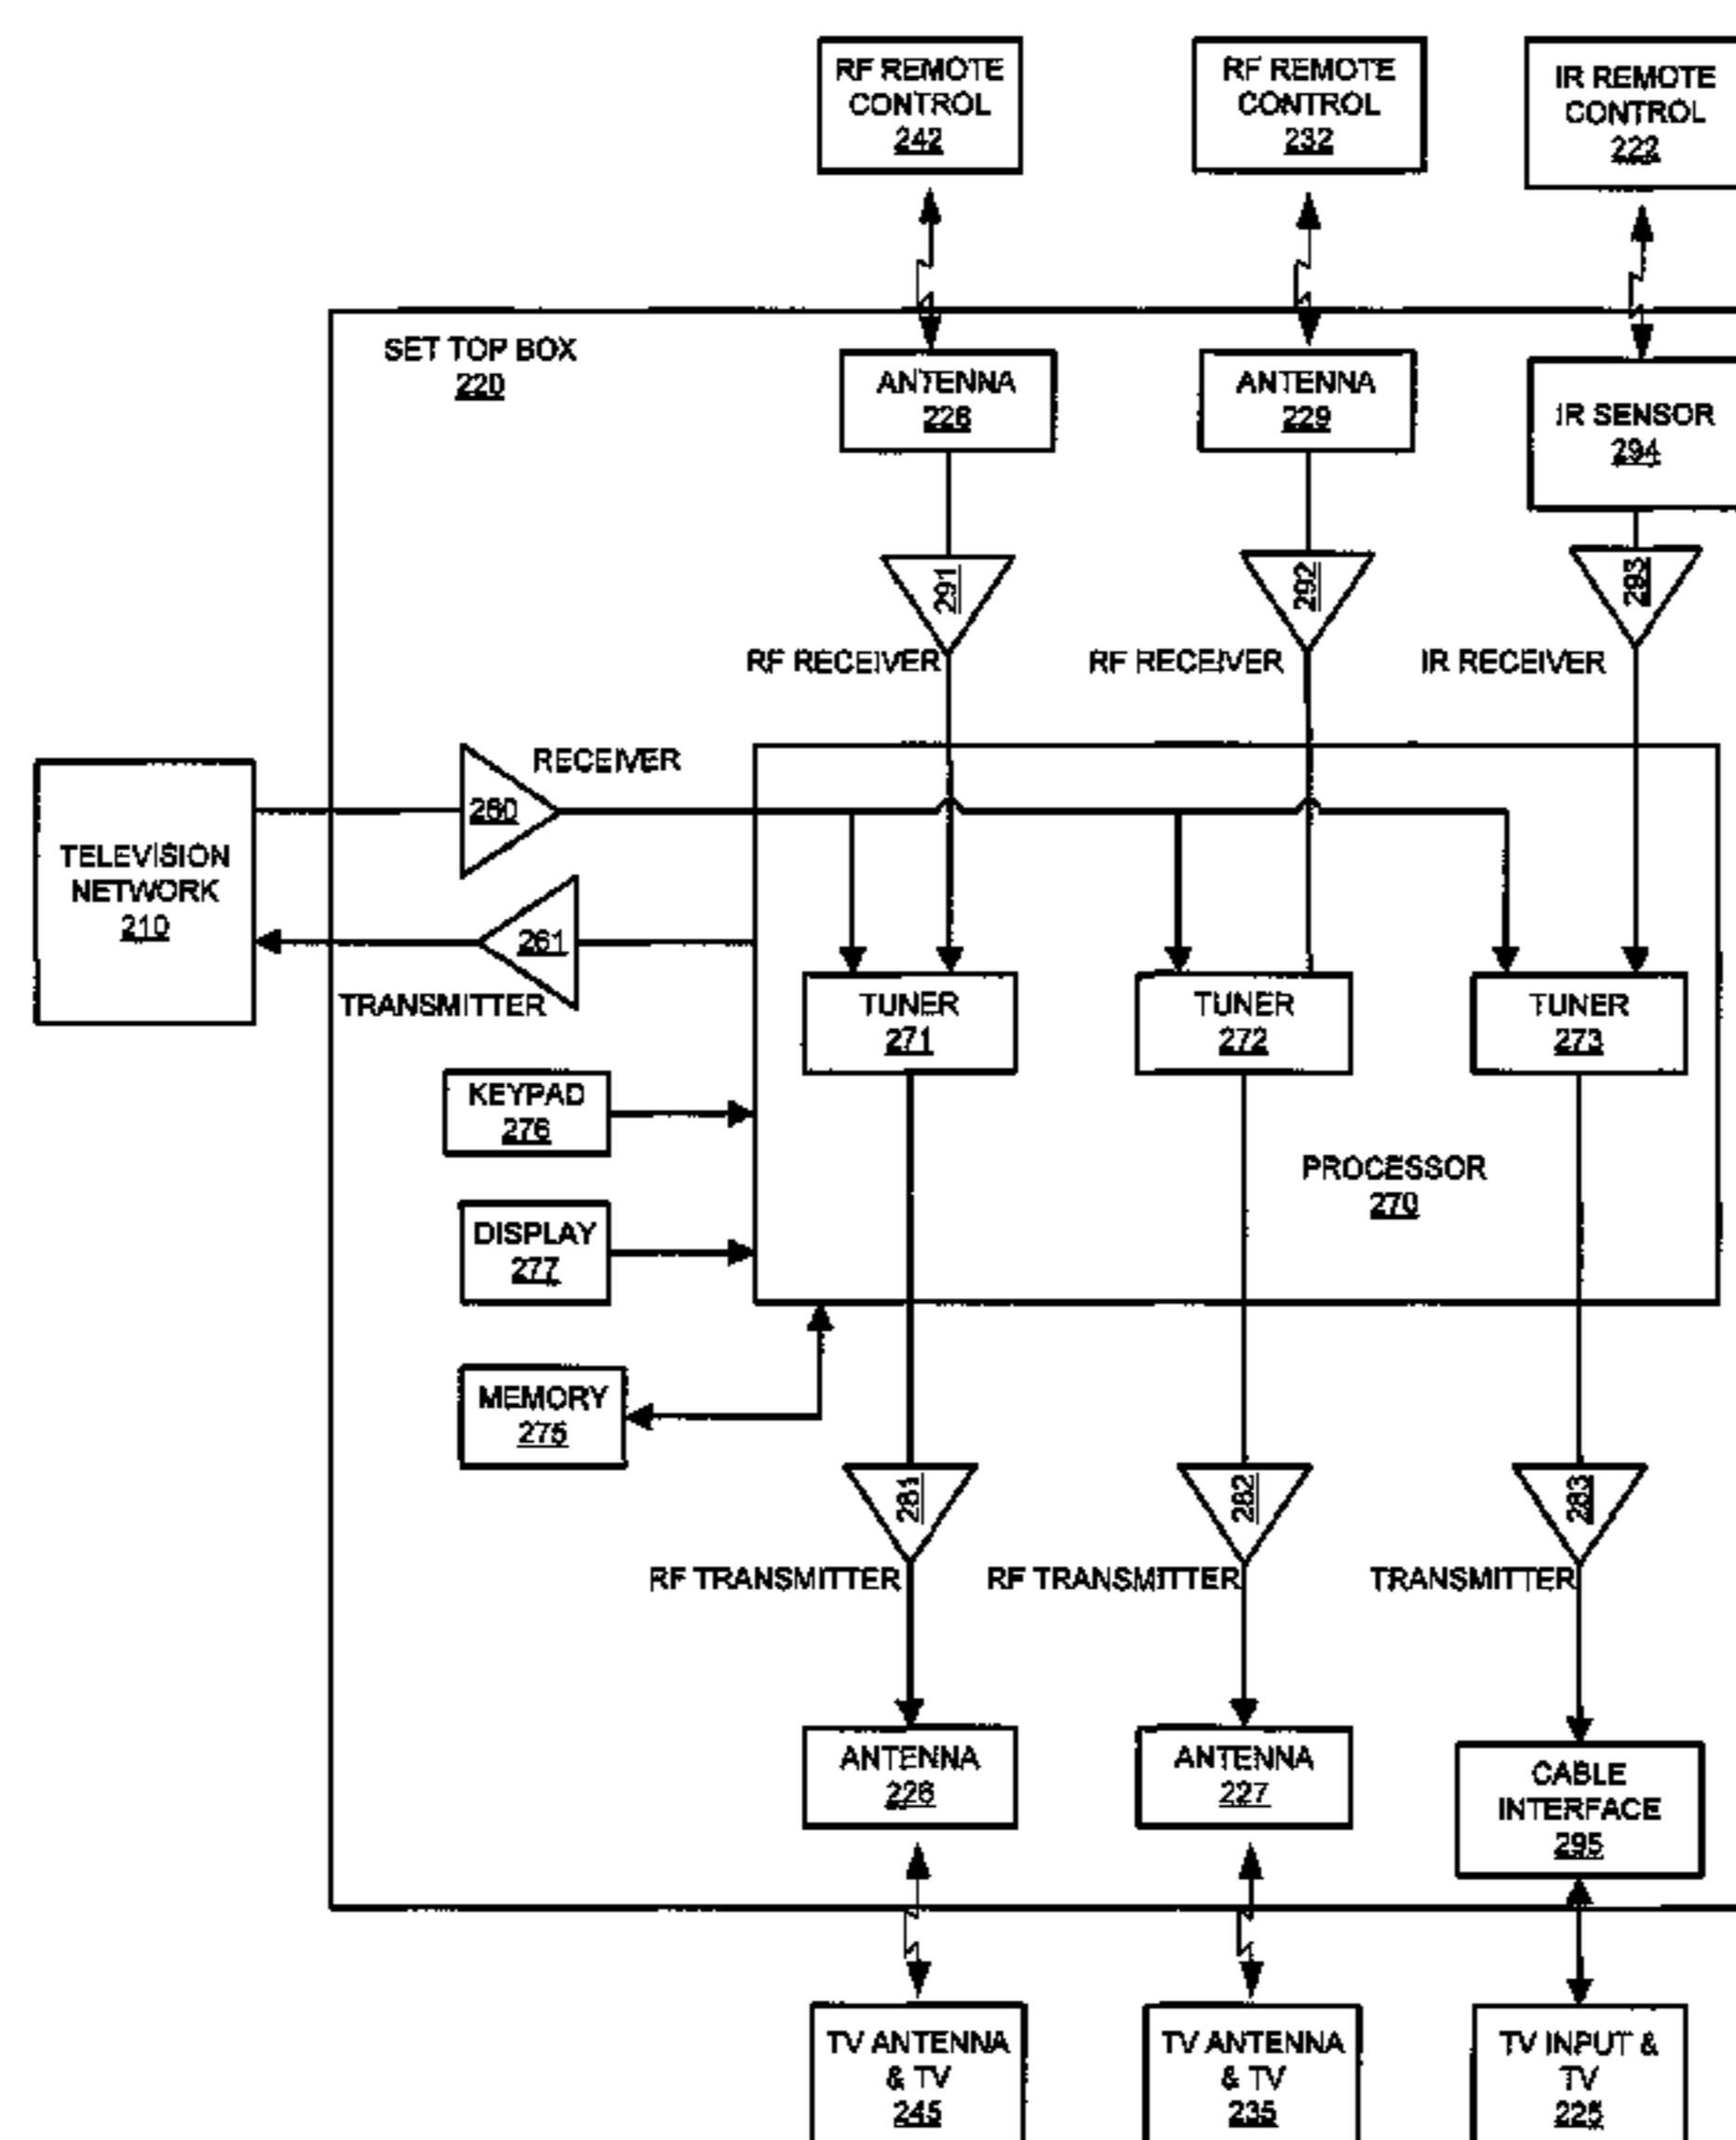 RF REMOTE
CONTROL
242
RF REMOTE
CONTROL
232
IR REMOTE
CONTROL
222
SET TOP BOX
220
ANTENNA
228
ANTENNA
229
IR SENSOR
294
291
292
293
RF RECEIVER
RF RECEIVER
IR RECEIVER
RECEIVER
260
TELEVISION
NETWORK
210
261
TRANSMITTER
TUNER
271
TUNER
272
TUNER
273
KEYPAD
276
PROCESSOR
270
DISPLAY
277
MEMORY
275
281
282
283
RF TRANSMITTER
RF TRANSMITTER
TRANSMITTER
ANTENNA
226
ANTENNA
227
CABLE
INTERFACE
295
TV ANTENNA
& TV
245
TV ANTENNA
& TV
235
TV INPUT &
TV
225